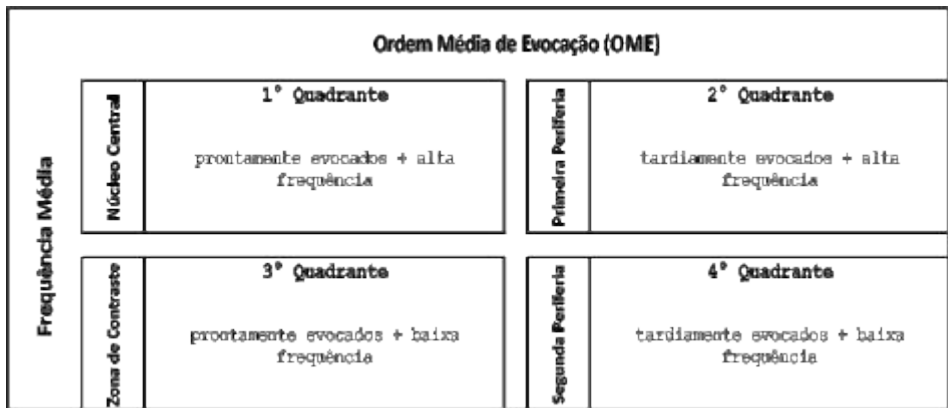 Ordem Média de Evocação (OME)
Frequência Média
Núcleo Central
1° Quadrante
prontamente evocados + alta
frequência
Primeira Periferia
2° Quadrante
tardiamente evocados + alta
frequência
Zona de Contraste
3° Quadrante
prontamente evocados + baixa
frequência
Segunda Periferia
4° Quadrante
tardiamente evocados + baixa
frequência